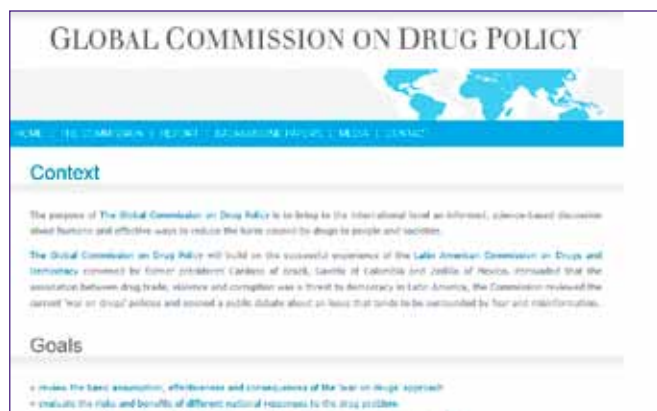 GLOBAL COMMISSION ON DRUG POLICY
HOME | THE COMMISSION | REPORT | BACKGROUND PAPERS | MEDIA | CONTACT
Context
The purpose of The Global Commission on Drug Policy is to bring to the international level an informed, science-based discussion
about humane and effective ways to reduce the harm caused by drugs to people and societies.
The Global Commission on Drug Policy will build on the successful experience of the Latin American Commission on Drugs and
Democracy convened by former presidents Cardoso of Brazil, Gaviria of Colombia and Zedillo of Mexico. Persuaded that the
association between drug trade, violence and corruption was a threat to democracy in Latin America, the Commission reviewed the
current 'war on drugs' policies and opened a public debate about an issue that tends to be surrounded by fear and misinformation.
Goals
• review the basic assumption, effectiveness and consequences of the 'war on drugs' approach
• evaluate the risks and benefits of different national responses to the drug problem